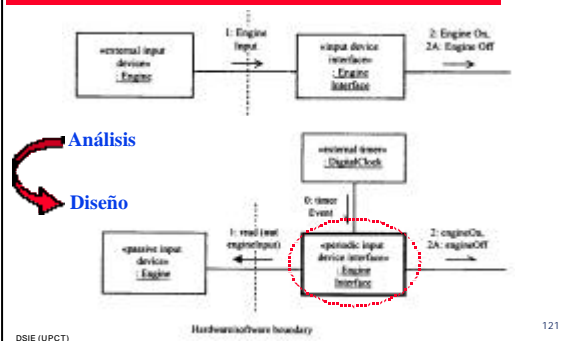 1: Engine
Input
2: Engine On,
2A: Engine Off
«external input
device»
: Engine
«input device
interface»
: Engine
Interface
Análisis
Diseño
«external timer»
: DigitalClock
0: timer
Event
1: read (out
engineInput)
2: engineOn,
2A: engineOff
«passive input
device»
: Engine
«periodic input
device interface»
: Engine
Interface
Hardware/software boundary
121
DSIE (UPCT)